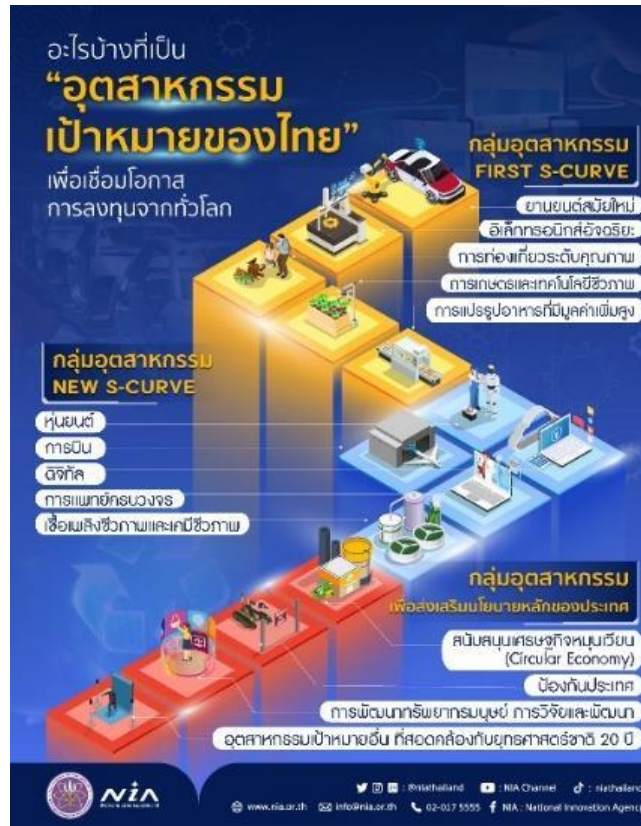 อะไรบ้างที่เป็น
“อุตสาหกรรม
เป้าหมายของไทย”
เพื่อเชื่อมโอกาส
การลงทุนจากทั่วโลก
กลุ่มอุตสาหกรรม
FIRST S-CURVE
ยานยนต์สมัยใหม่
อิเล็กทรอนิกส์อัจฉริยะ
การท่องเที่ยวระดับคุณภาพ
การเกษตรและเทคโนโลยีชีวภาพ
การแปรรูปอาหารที่มีมูลค่าเพิ่มสูง
กลุ่มอุตสาหกรรม
NEW S-CURVE
หุ่นยนต์
การบิน
ดิจิทัล
การแพทย์ครบวงจร
เชื้อเพลิงชีวภาพและเคมีชีวภาพ
กลุ่มอุตสาหกรรม
เพื่อส่งเสริมนโยบายหลักของประเทศ
สนับสนุนเศรษฐกิจหมุนเวียน
(Circular Economy)
ป้องกันประเทศ
การพัฒนาทรัพยากรมนุษย์ การวิจัยและพัฒนา
อุตสาหกรรมเป้าหมายอื่น ที่สอดคล้องกับยุทธศาสตร์ชาติ 20 ปี
NIA
: @niathailand : NIA Channel : niathailand
www.nia.or.th info@nia.or.th 02-017 5555 NIA : National Innovation Agency